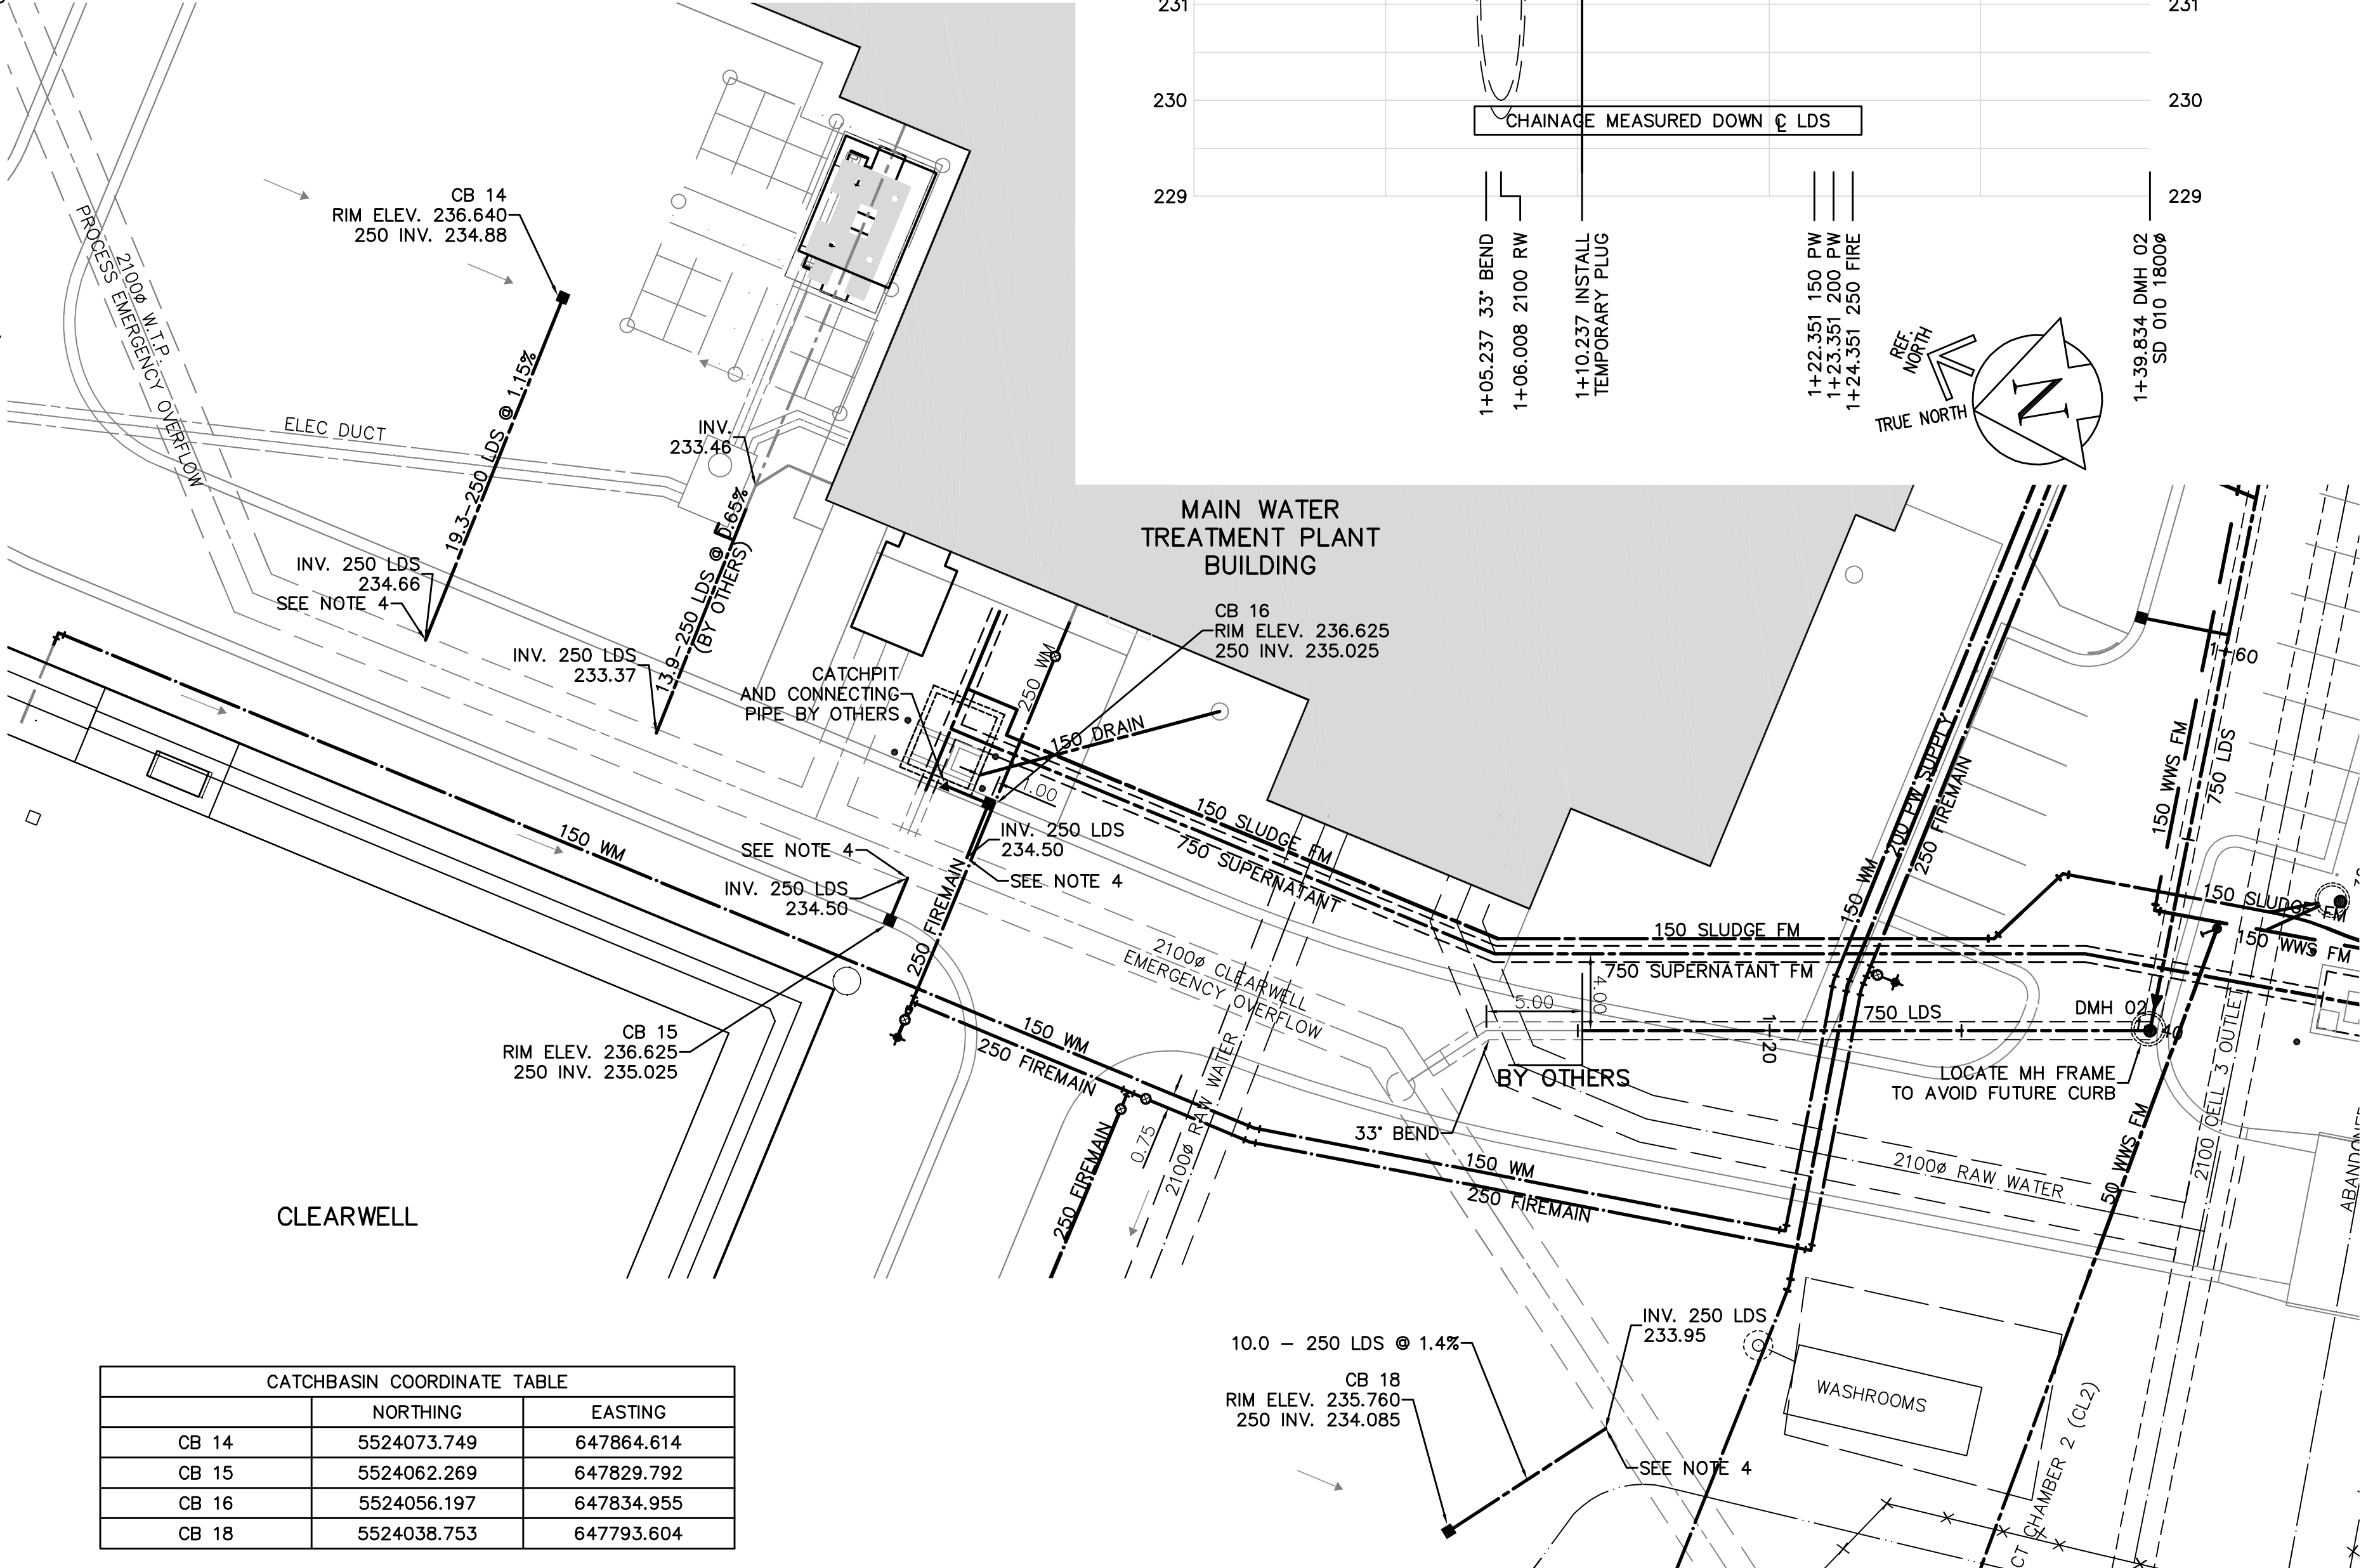 231
231
230
230
CHAINAGE MEASURED DOWN ℄ LDS
229
229
1+05.237 33° BEND
1+06.008 2100 RW
1+10.237 INSTALL
TEMPORARY PLUG
1+22.351 150 PW
1+23.351 200 PW
1+24.351 250 FIRE
1+39.834 DMH 02
SD 010 1800ø
REF.
NORTH
TRUE NORTH
N
CB 14
RIM ELEV. 236.640
250 INV. 234.88
2100ø W.T.P.
PROCESS EMERGENCY OVERFLOW
ELEC DUCT
19.3-250 LDS @ 1.15%
INV.
233.46
INV. 250 LDS
234.66
SEE NOTE 4
13.9-250 LDS @ 0.65%
(BY OTHERS)
INV. 250 LDS
233.37
MAIN WATER
TREATMENT PLANT
BUILDING
CB 16
RIM ELEV. 236.625
250 INV. 235.025
CATCHPIT
AND CONNECTING
PIPE BY OTHERS
250 WM
150 DRAIN
1.00
150 WM
SEE NOTE 4
INV. 250 LDS
234.50
INV. 250 LDS
234.50
SEE NOTE 4
250 FIREMAIN
150 SLUDGE FM
750 SUPERNATANT
2100ø CLEARWELL
EMERGENCY OVERFLOW
CB 15
RIM ELEV. 236.625
250 INV. 235.025
150 WM
250 FIREMAIN
250 FIREMAIN
0.75
2100ø RAW WATER
150 SLUDGE FM
750 SUPERNATANT FM
5.00
4.00
BY OTHERS
33° BEND
1+20
750 LDS
DMH 02
40
LOCATE MH FRAME
TO AVOID FUTURE CURB
150 WM
200 PW SUPPLY
250 FIREMAIN
1+60
150 WWS FM
750 LDS
150 SLUDGE FM
150 WWS FM
150 WM
250 FIREMAIN
2100ø RAW WATER
50 WWS FM
2100 CELL 3 OUTLET
CLEARWELL
INV. 250 LDS
233.95
10.0 - 250 LDS @ 1.4%
CB 18
RIM ELEV. 235.760
250 INV. 234.085
SEE NOTE 4
WASHROOMS
CT CHAMBER 2 (CL2)
CATCHBASIN COORDINATE TABLE
NORTHING EASTING
CB 14 5524073.749 647864.614
CB 15 5524062.269 647829.792
CB 16 5524056.197 647834.955
CB 18 5524038.753 647793.604